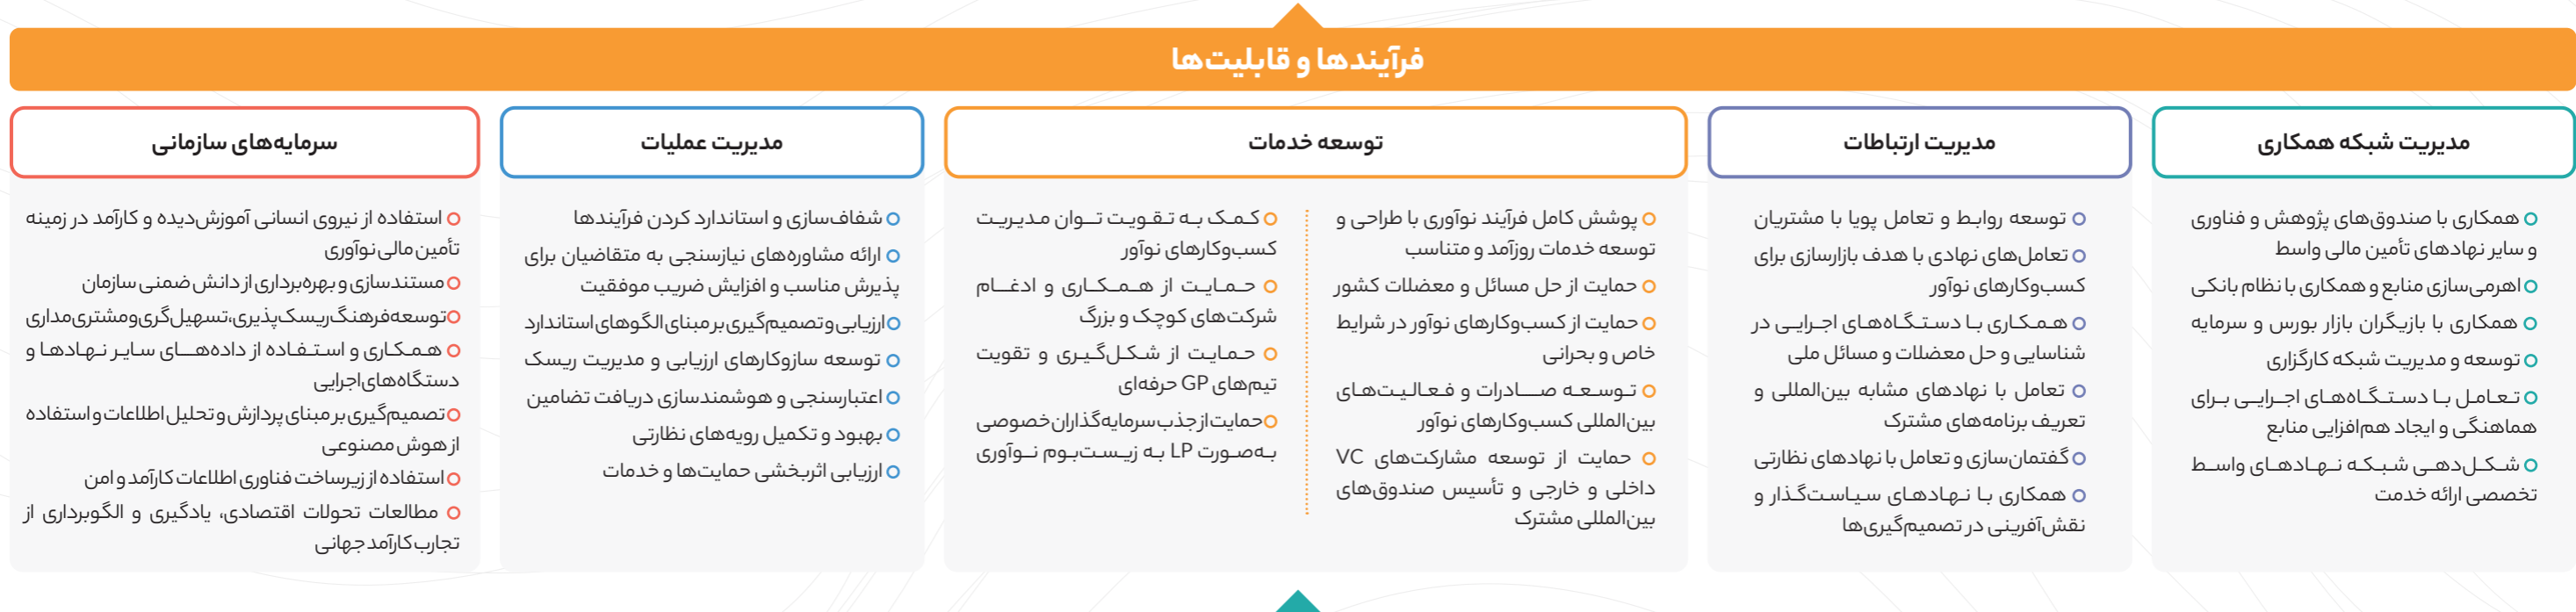 فرآیندها و قابلیت‌ها
مدیریت شبکه همکاری
همکاری با صندوق‌های پژوهش و فناوری
و سایر نهادهای تأمین مالی واسط
اهرمی‌سازی منابع و همکاری با نظام بانکی
همکاری با بازیگران بازار بورس و سرمایه
توسعه و مدیریت شبکه کارگزاری
تعامل با دستگاه‌های اجرایی برای
هماهنگی و ایجاد هم‌افزایی منابع
شکل‌دهی شبکه نهادهای واسط
تخصصی ارائه خدمت
مدیریت ارتباطات
توسعه روابط و تعامل پویا با مشتریان
تعامل‌های نهادی با هدف بازارسازی برای
کسب‌وکارهای نوآور
همکاری با دستگاه‌های اجرایی در
شناسایی و حل معضلات و مسائل ملی
تعامل با نهادهای مشابه بین‌المللی و
تعریف برنامه‌های مشترک
گفتمان‌سازی و تعامل با نهادهای نظارتی
همکاری با نهادهای سیاست‌گذار و
نقش‌آفرینی در تصمیم‌گیری‌ها
توسعه خدمات
پوشش کامل فرآیند نوآوری با طراحی و
توسعه خدمات روزآمد و متناسب
حمایت از حل مسائل و معضلات کشور
حمایت از کسب‌وکارهای نوآور در شرایط
خاص و بحرانی
توسعه صادرات و فعالیت‌های
بین‌المللی کسب‌وکارهای نوآور
حمایت از توسعه مشارکت‌های VC
داخلی و خارجی و تأسیس صندوق‌های
بین‌المللی مشترک
کمک به تقویت توان مدیریت
کسب‌وکارهای نوآور
حمایت از همکاری و ادغام
شرکت‌های کوچک و بزرگ
حمایت از شکل‌گیری و تقویت
تیم‌های GP حرفه‌ای
حمایت از جذب سرمایه‌گذاران خصوصی
به‌صورت LP به زیست‌بوم نوآوری
مدیریت عملیات
شفاف‌سازی و استاندارد کردن فرآیندها
ارائه مشاوره‌های نیازسنجی به متقاضیان برای
پذیرش مناسب و افزایش ضریب موفقیت
ارزیابی و تصمیم‌گیری بر مبنای الگوهای استاندارد
توسعه سازوکارهای ارزیابی و مدیریت ریسک
اعتبارسنجی و هوشمندسازی دریافت تضامین
بهبود و تکمیل رویه‌های نظارتی
ارزیابی اثربخشی حمایت‌ها و خدمات
سرمایه‌های سازمانی
استفاده از نیروی انسانی آموزش‌دیده و کارآمد در زمینه
تأمین مالی نوآوری
مستندسازی و بهره‌برداری از دانش ضمنی سازمان
توسعه فرهنگ ریسک‌پذیری، تسهیل‌گری و مشتری‌مداری
همکاری و استفاده از داده‌های سایر نهادها و
دستگاه‌های اجرایی
تصمیم‌گیری بر مبنای پردازش و تحلیل اطلاعات و استفاده
از هوش مصنوعی
استفاده از زیرساخت فناوری اطلاعات کارآمد و امن
مطالعات تحولات اقتصادی، یادگیری و الگوبرداری از
تجارب کارآمد جهانی